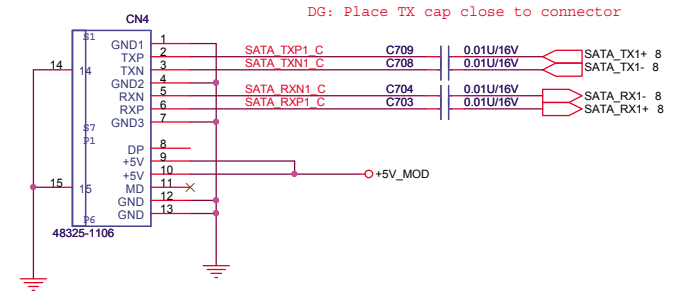 DG: Place TX cap close to connector
CN4
S1
GND1 1
TXP 2 SATA_TXP1_C C709 0.01U/16V SATA_TX1+ 8
TXN 3 SATA_TXN1_C C708 0.01U/16V SATA_TX1- 8
14 14
GND2 4
RXN 5 SATA_RXN1_C C704 0.01U/16V SATA_RX1- 8
RXP 6 SATA_RXP1_C C703 0.01U/16V SATA_RX1+ 8
S7 GND3 7
P1
DP 8
+5V 9
+5V 10 +5V_MOD
15 15 MD 11
GND 12
GND 13
P6
48325-1106